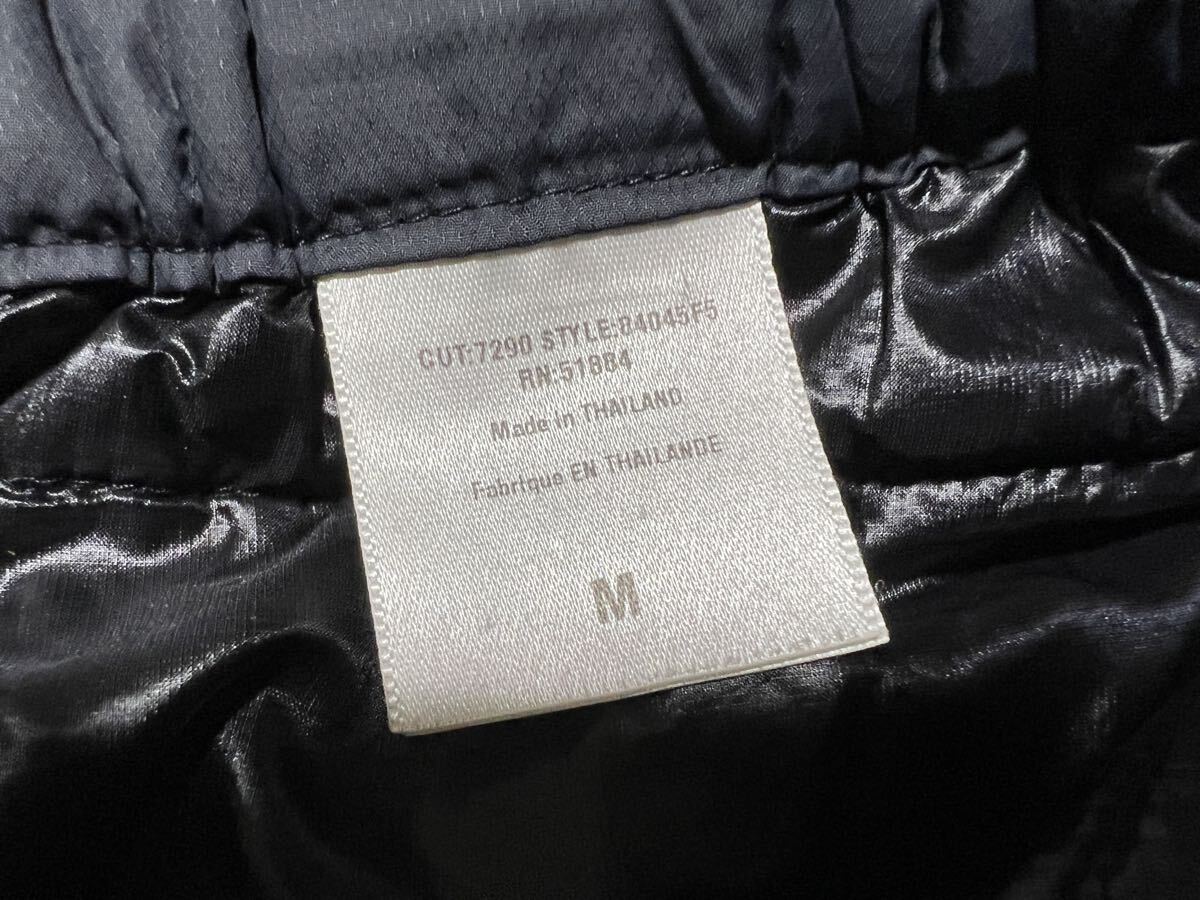 CUT:7290 STYLE:84045F5
RN:51884
Made in THAILAND
Fabrique EN THAILANDE
M